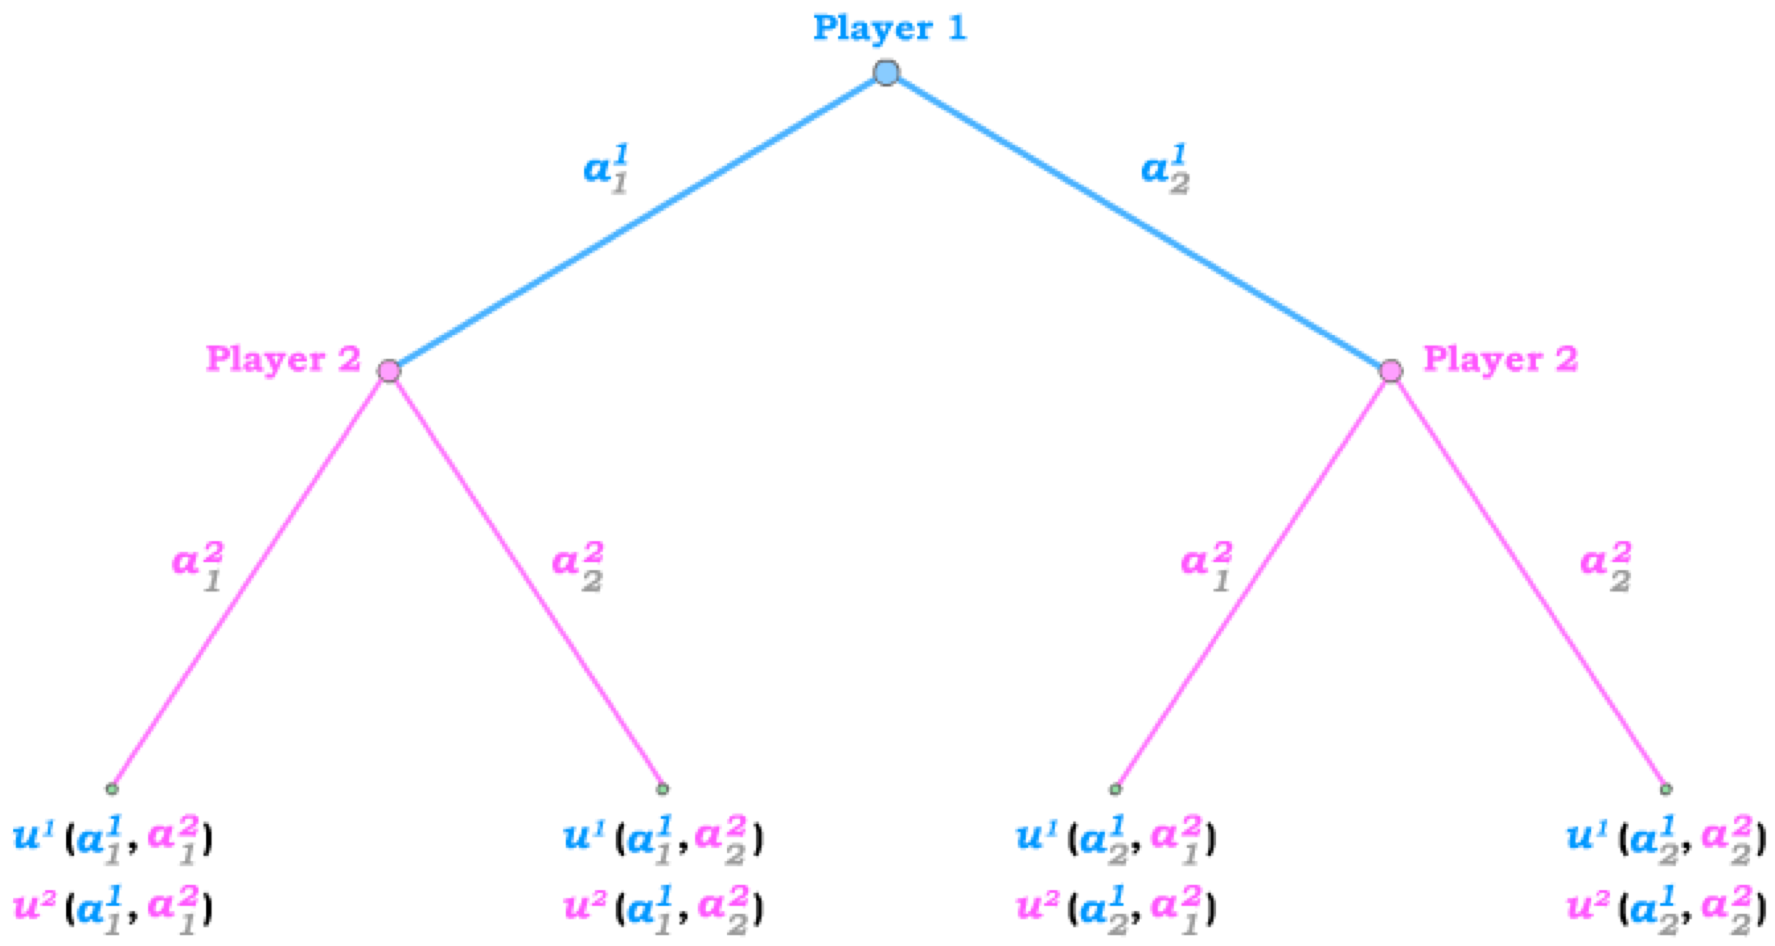 Player 1
a¹₁ a¹₂
Player 2 Player 2
a²₁ a²₂ a²₁ a²₂
u¹(a¹₁, a²₁) u¹(a¹₁, a²₂) u¹(a¹₂, a²₁) u¹(a¹₂, a²₂)
u²(a¹₁, a²₁) u²(a¹₁, a²₂) u²(a¹₂, a²₁) u²(a¹₂, a²₂)